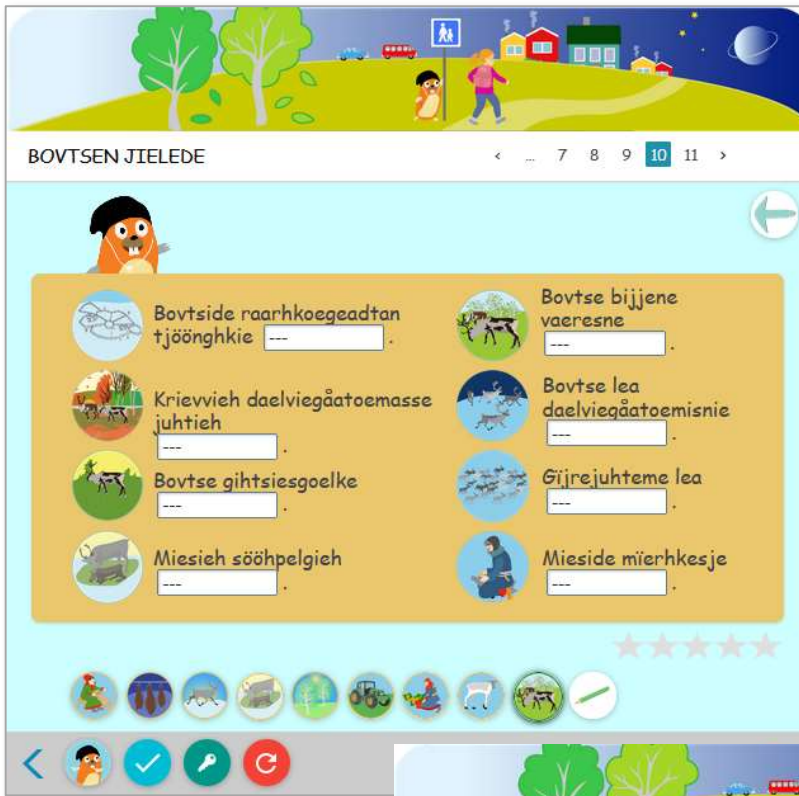 BOVTSEN JIELEDE
< ... 7 8 9 10 11 >
Bovtside raarhkoegeadtan
tjöönghkie --- .
Krievvieh daelviegåatoemasse
juhtieh
--- .
Bovtse gihtsiesgoelke
--- .
Miesieh sööhpelgieh
--- .
Bovtse bijjene
vaeresne
--- .
Bovtse lea
daelviegåatoemisnie
--- .
Gïjrejuhteme lea
--- .
Mieside mïerhkesje
--- .